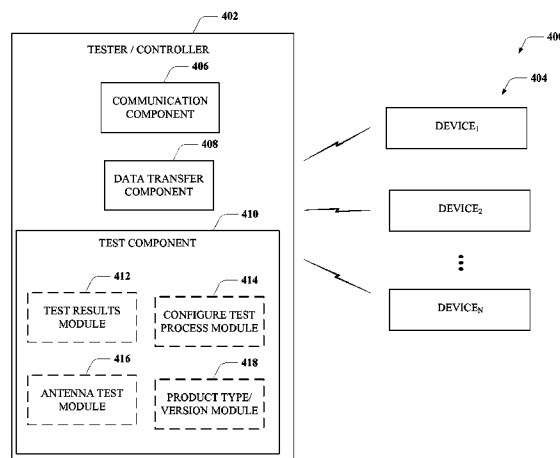 402
TESTER / CONTROLLER
400
406
404
COMMUNICATION
COMPONENT
DEVICE1
408
DATA TRANSFER
COMPONENT
410
DEVICE2
TEST COMPONENT
412
414
TEST RESULTS
MODULE
CONFIGURE TEST
PROCESS MODULE
DEVICEN
416
418
ANTENNA TEST
MODULE
PRODUCT TYPE/
VERSION MODULE